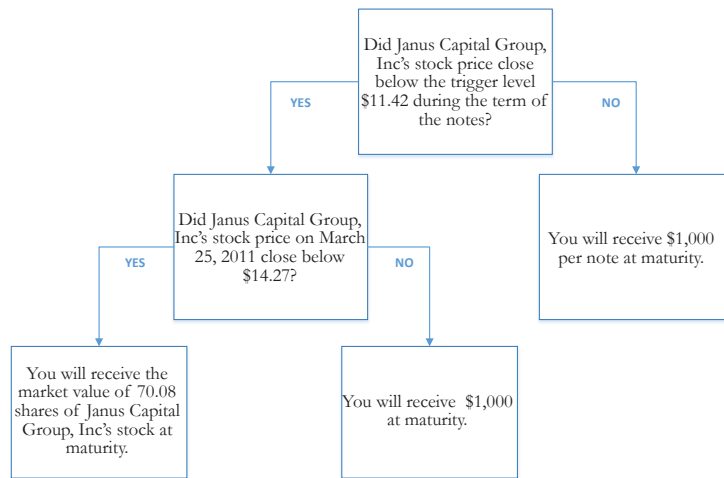 Did Janus Capital Group,
Inc's stock price close
below the trigger level
$11.42 during the term of
the notes?
YES
NO
Did Janus Capital Group,
Inc's stock price on March
25, 2011 close below
$14.27?
You will receive $1,000
per note at maturity.
YES
NO
You will receive the
market value of 70.08
shares of Janus Capital
Group, Inc's stock at
maturity.
You will receive $1,000
at maturity.